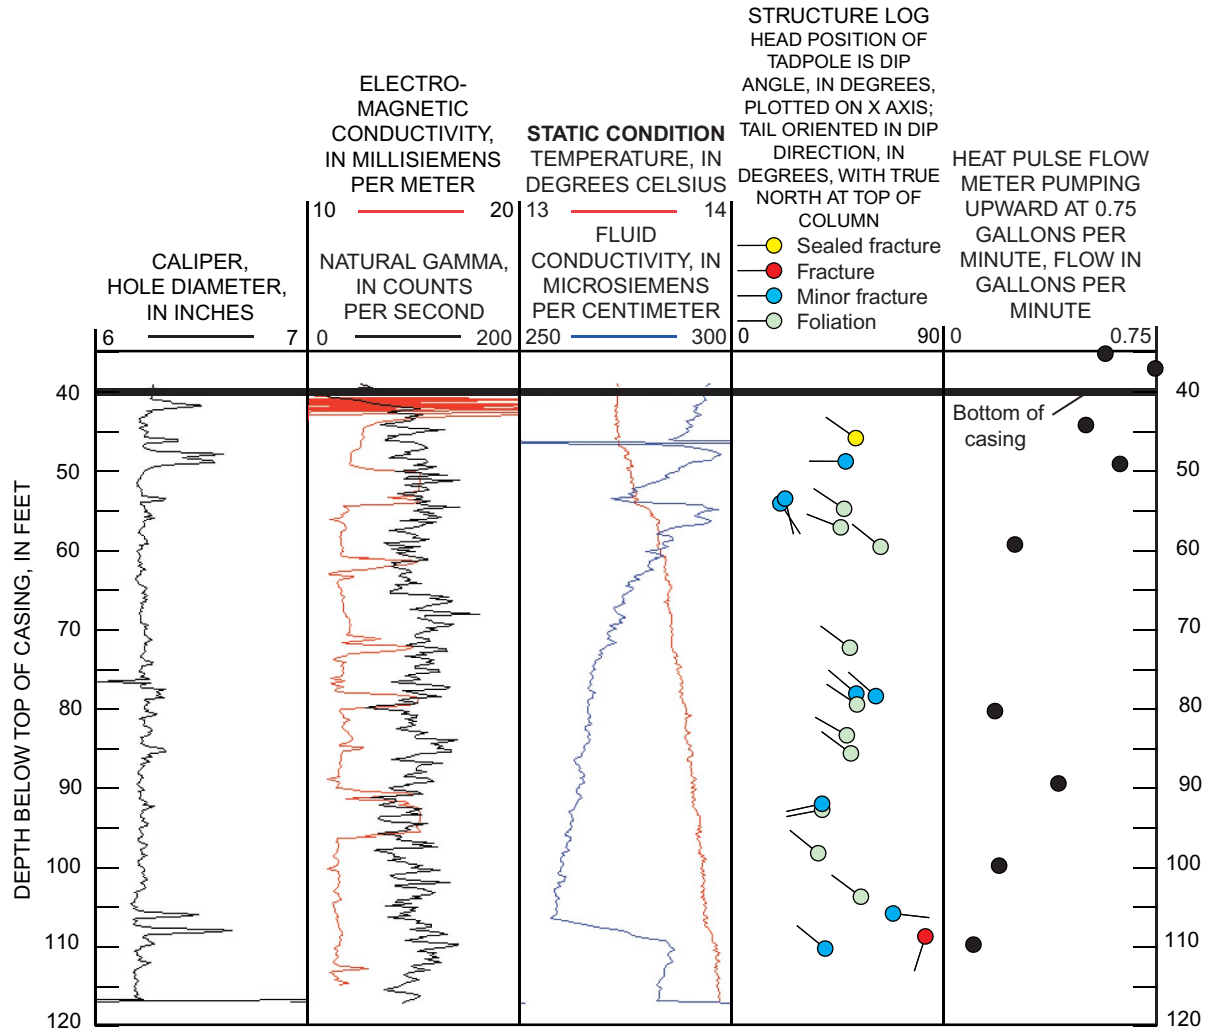 CALIPER,
HOLE DIAMETER,
IN INCHES
6 7
ELECTRO-
MAGNETIC
CONDUCTIVITY,
IN MILLISIEMENS
PER METER
10 20
NATURAL GAMMA,
IN COUNTS
PER SECOND
0 200
STATIC CONDITION
TEMPERATURE, IN
DEGREES CELSIUS
13 14
FLUID
CONDUCTIVITY, IN
MICROSIEMENS
PER CENTIMETER
250 300
STRUCTURE LOG
HEAD POSITION OF
TADPOLE IS DIP
ANGLE, IN DEGREES,
PLOTTED ON X AXIS;
TAIL ORIENTED IN DIP
DIRECTION, IN
DEGREES, WITH TRUE
NORTH AT TOP OF
COLUMN
Sealed fracture
Fracture
Minor fracture
Foliation
0 90
HEAT PULSE FLOW
METER PUMPING
UPWARD AT 0.75
GALLONS PER
MINUTE, FLOW IN
GALLONS PER
MINUTE
0 0.75
Bottom of
casing
DEPTH BELOW TOP OF CASING, IN FEET
40
50
60
70
80
90
100
110
120
40
50
60
70
80
90
100
110
120